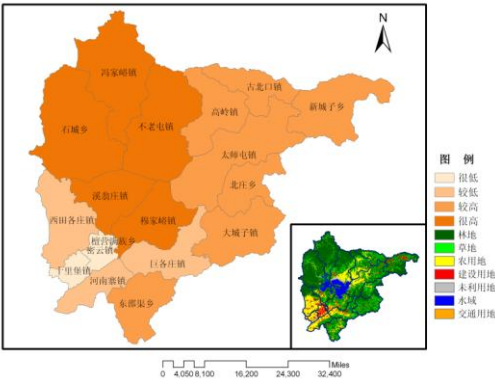 N
冯家峪镇
古北口镇
新城子乡
高岭镇
石城乡
不老屯镇
太师屯镇
北庄乡
溪翁庄镇
西田各庄镇
穆家峪镇
大城子镇
檀营满族乡
密云镇
十里堡镇
巨各庄镇
河南寨镇
东邵渠乡
图 例
很低
较低
较高
很高
林地
草地
农用地
建设用地
未利用地
水域
交通用地
Miles
0 4,050 8,100 16,200 24,300 32,400